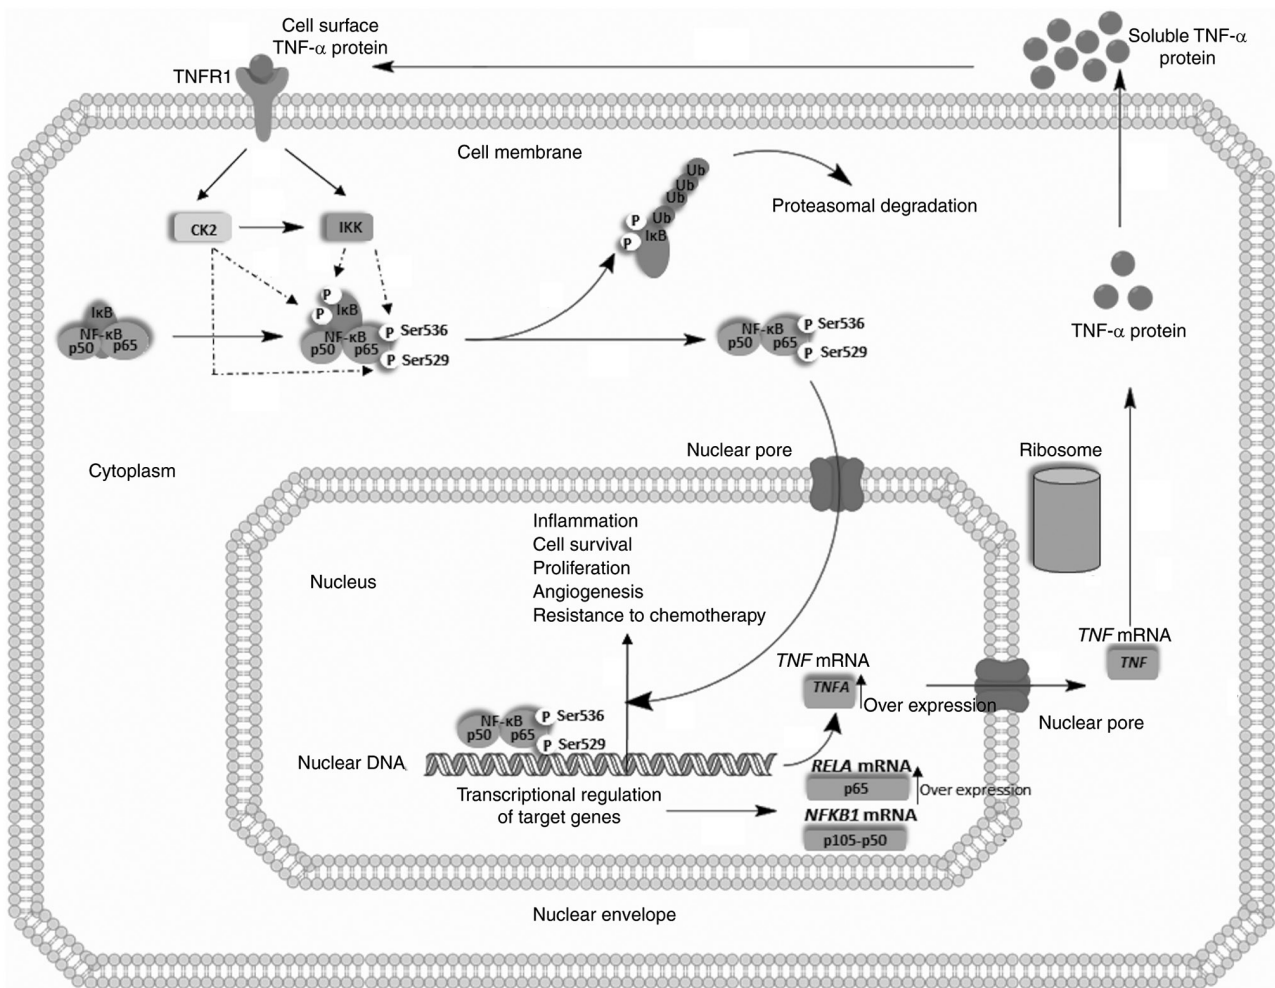 Cell surface
TNF-α protein
TNFR1
Soluble TNF-α
protein
Cell membrane
Ub
Ub
Ub
Ub
P
P
IκB
Proteasomal degradation
CK2
IKK
IκB
NF-κB
p50
p65
P
P
IκB
NF-κB
p50
p65
P
Ser536
P
Ser529
NF-κB
p50
p65
P
Ser536
P
Ser529
TNF-α protein
Cytoplasm
Nuclear pore
Ribosome
Inflammation
Cell survival
Proliferation
Angiogenesis
Resistance to chemotherapy
Nucleus
TNF mRNA
TNFA
Over expression
TNF mRNA
TNF
Nuclear pore
NF-κB
p50
p65
P
Ser536
P
Ser529
Nuclear DNA
Transcriptional regulation
of target genes
RELA mRNA
p65
Over expression
NFKB1 mRNA
p105-p50
Nuclear envelope